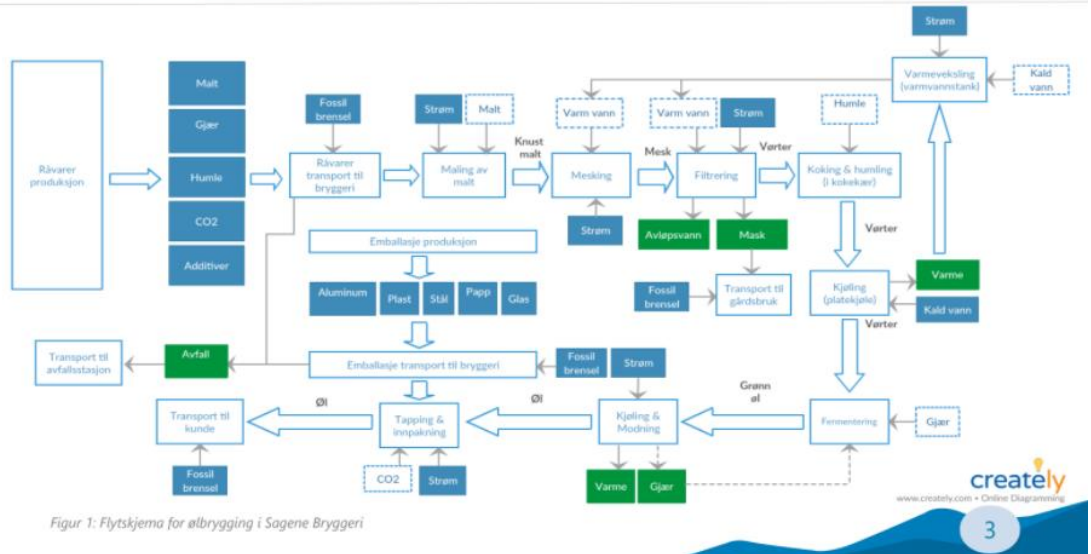 Råvarer
produksjon
Malt
Gjær
Humle
CO2
Additiver
Fossil
brensel
Råvarer
transport til
bryggeri
Strøm
Malt
Maling av
malt
Knust
malt
Varm vann
Mesking
Strøm
Mesk
Varm vann
Strøm
Filtrering
Vørter
Avløpsvann
Mask
Fossil
brensel
Transport til
gårdsbruk
Humle
Koking & humling
(i kokekær)
Strøm
Varmeveksling
(varmvannstank)
Kald
vann
Vørter
Kjøling
(platekjøle)
Varme
Kald vann
Vørter
Emballasje produksjon
Aluminum
Plast
Stål
Papp
Glas
Emballasje transport til bryggeri
Fossil
brensel
Strøm
Avfall
Transport til
avfallsstasjon
Transport til
kunde
Øl
Tapping &
innpakning
Øl
Kjøling &
Modning
Grønn
øl
Fermentering
Gjær
Fossil
brensel
CO2
Strøm
Varme
Gjær
creately
www.creately.com • Online Diagramming
Figur 1: Flytskjema for ølbrygging i Sagene Bryggeri
3